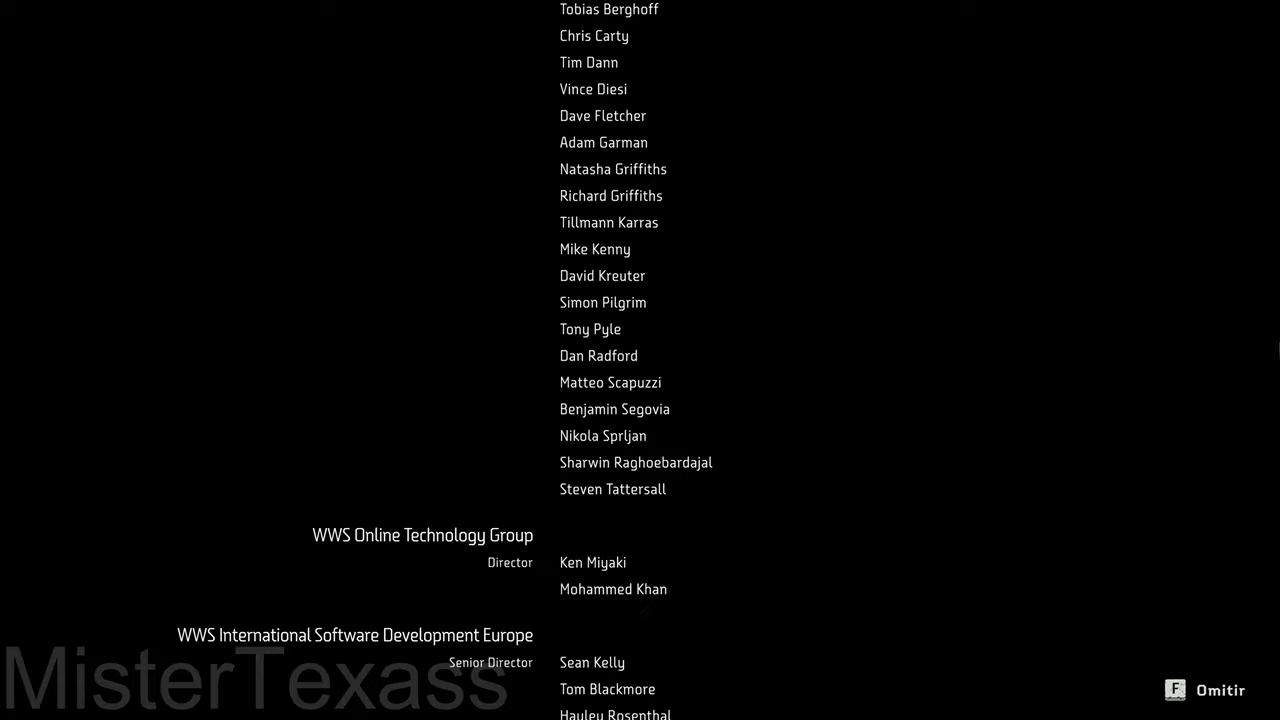 Tobias Berghoff
Chris Carty
Tim Dann
Vince Diesi
Dave Fletcher
Adam Garman
Natasha Griffiths
Richard Griffiths
Tillmann Karras
Mike Kenny
David Kreuter
Simon Pilgrim
Tony Pyle
Dan Radford
Matteo Scapuzzi
Benjamin Segovia
Nikola Sprljan
Sharwin Raghoebardajal
Steven Tattersall
WWS Online Technology Group
Director Ken Miyaki
Mohammed Khan
WWS International Software Development Europe
Senior Director Sean Kelly
Tom Blackmore
Hayley Rosenthal
MisterTexass
F Omitir